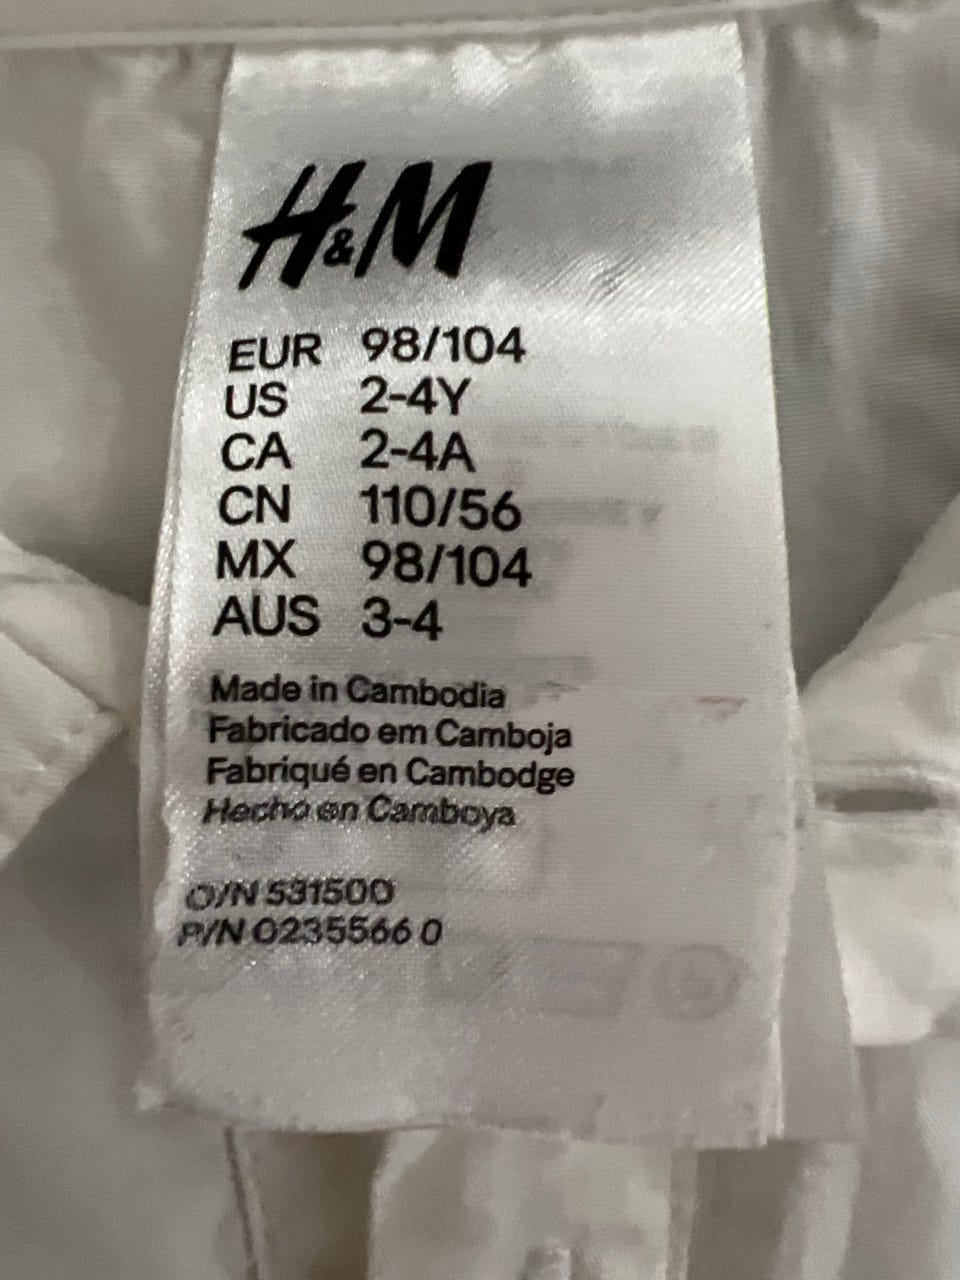 H&M
EUR 98/104
US 2-4Y
CA 2-4A
CN 110/56
MX 98/104
AUS 3-4
Made in Cambodia
Fabricado em Camboja
Fabriqué en Cambodge
Hecho en Camboya
O/N 531500
P/N 0235566 0